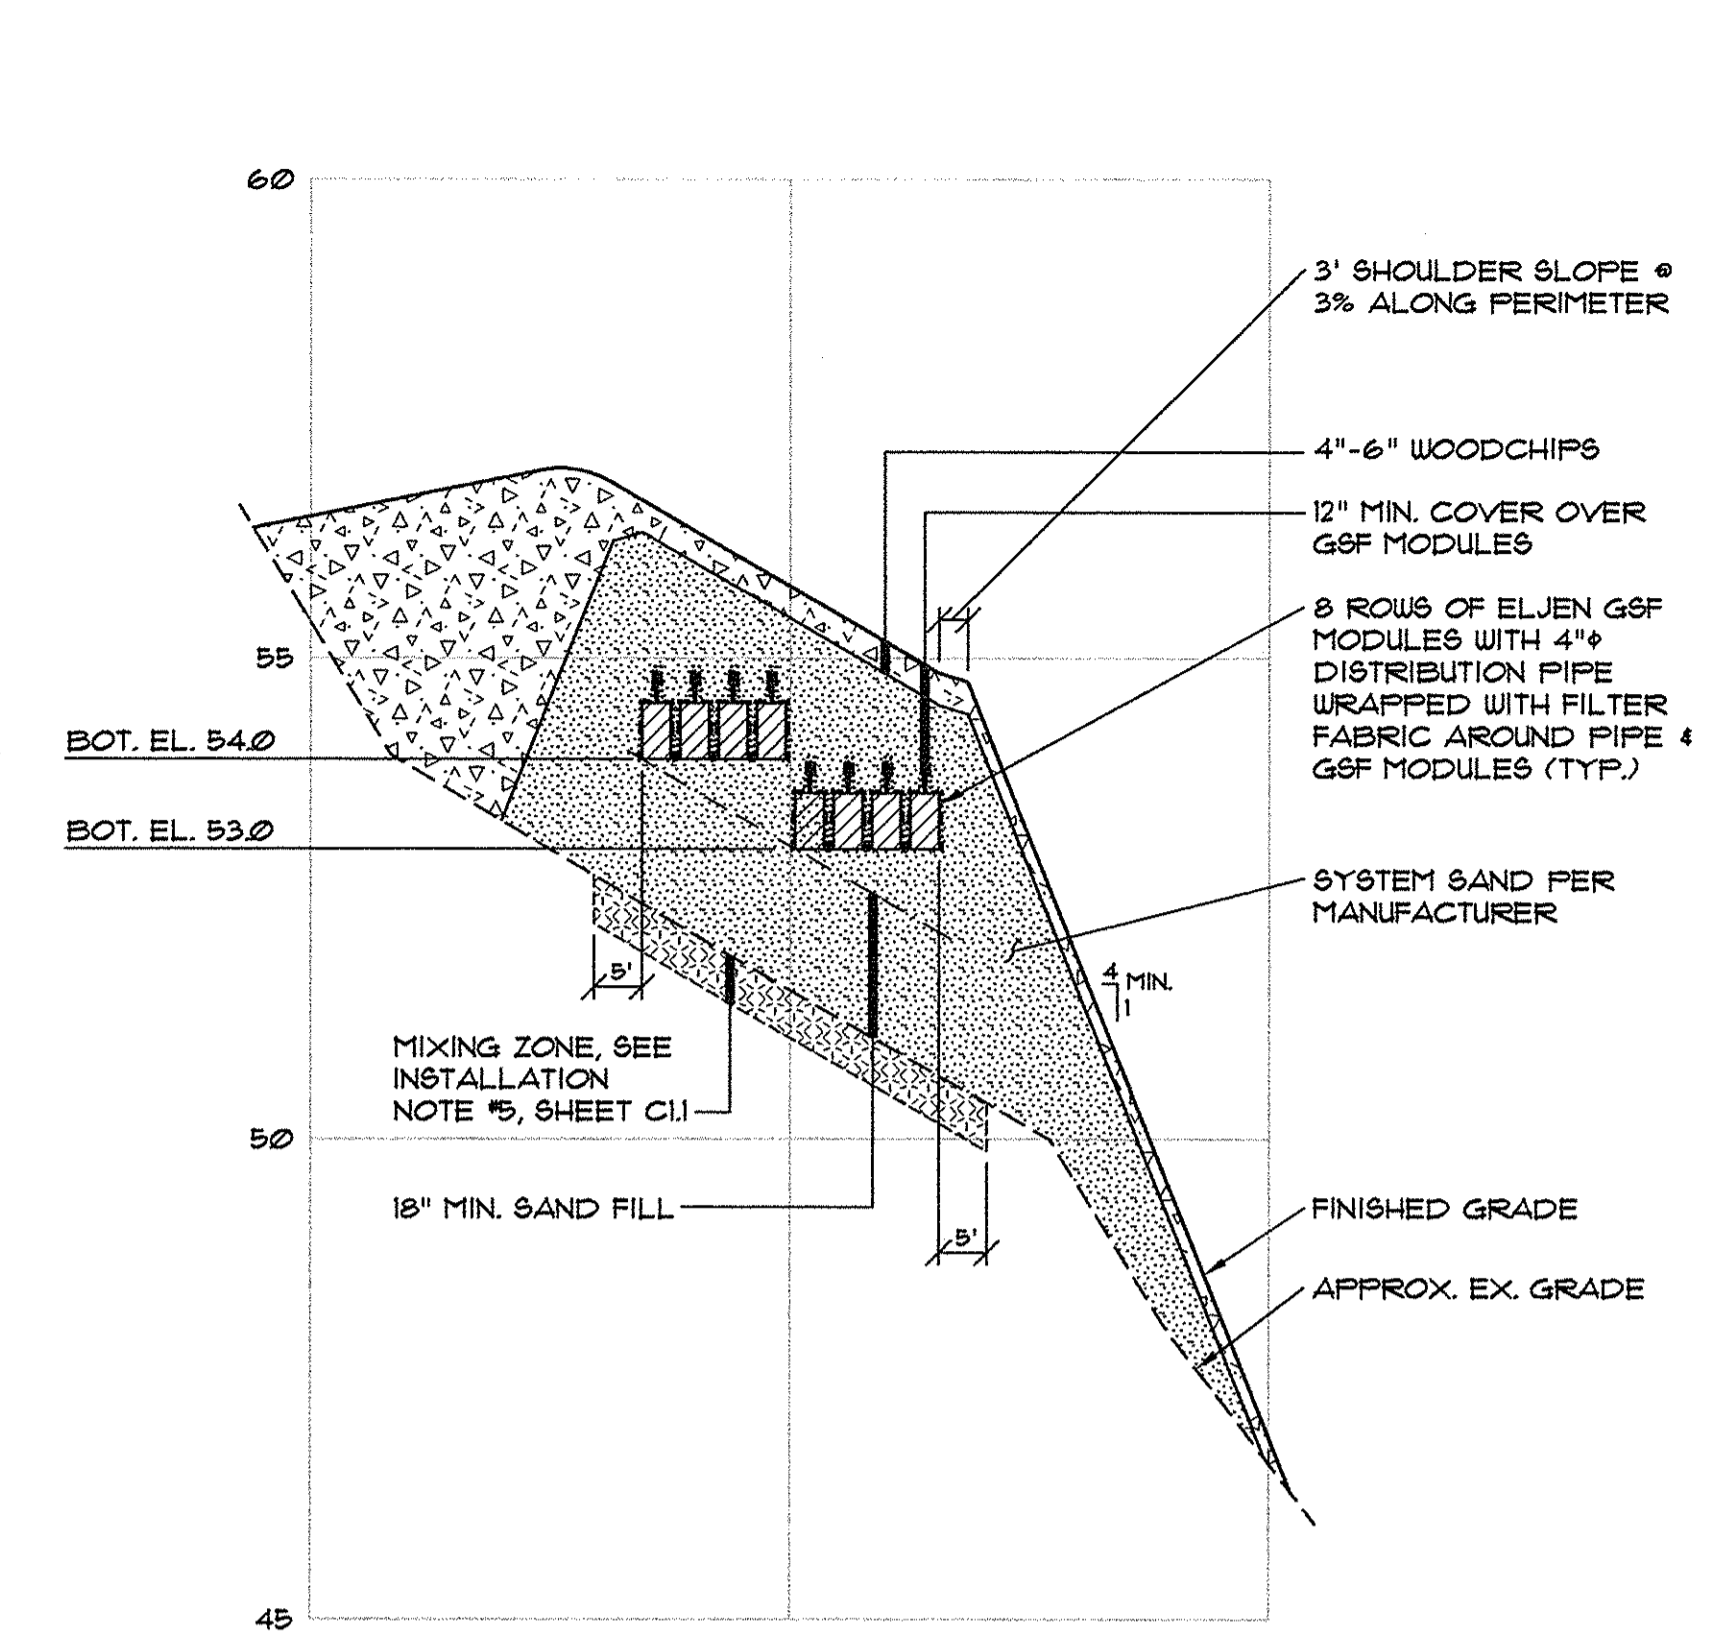 60
3' SHOULDER SLOPE @
3% ALONG PERIMETER
4"-6" WOODCHIPS
12" MIN. COVER OVER
GSF MODULES
8 ROWS OF ELJEN GSF
MODULES WITH 4"ϕ
DISTRIBUTION PIPE
WRAPPED WITH FILTER
FABRIC AROUND PIPE &
GSF MODULES (TYP.)
55
BOT. EL. 54.0
BOT. EL. 53.0
SYSTEM SAND PER
MANUFACTURER
5'
4
MIN.
1
MIXING ZONE, SEE
INSTALLATION
NOTE #5, SHEET C1.1
50
18" MIN. SAND FILL
5'
FINISHED GRADE
APPROX. EX. GRADE
45